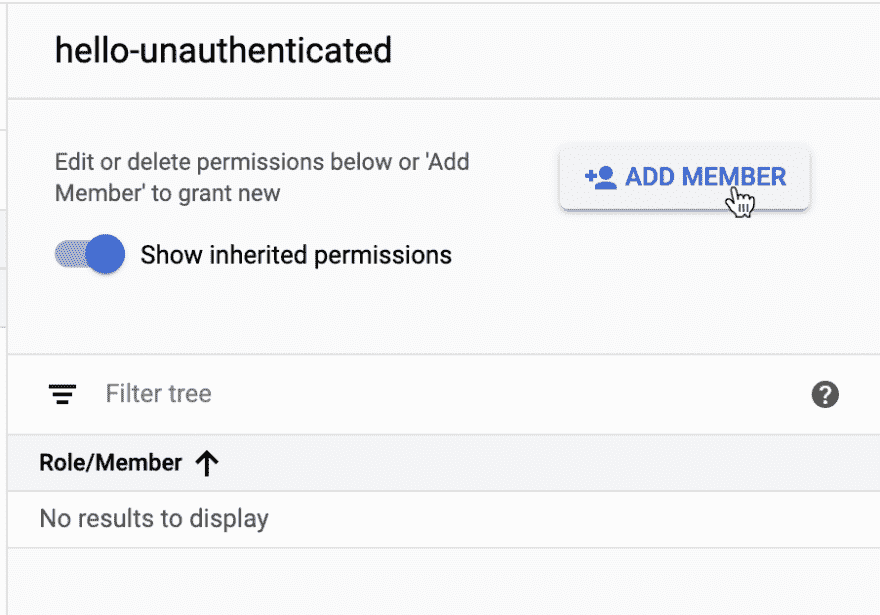 hello-unauthenticated
Edit or delete permissions below or 'Add
Member' to grant new
ADD MEMBER
Show inherited permissions
Filter tree
?
Role/Member
No results to display